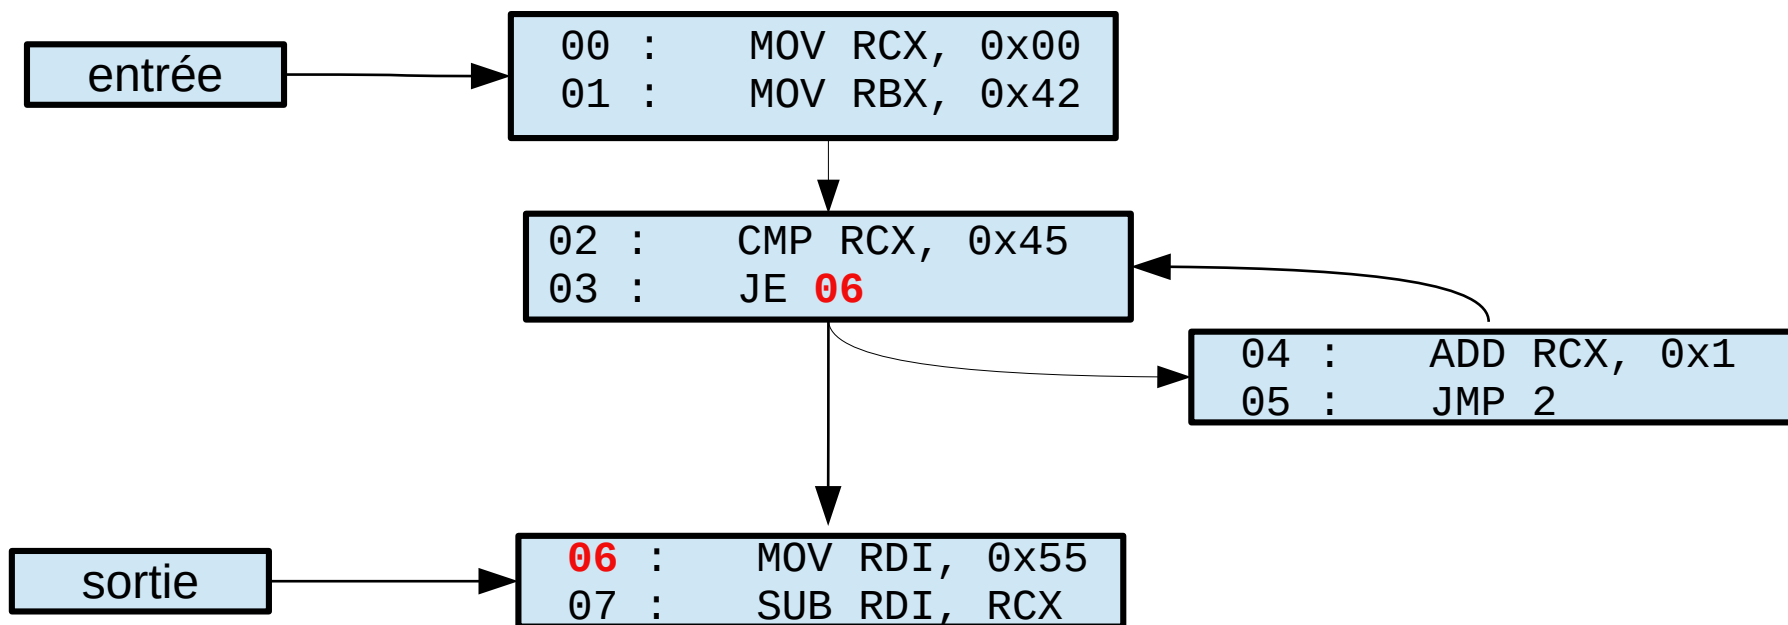 entrée
00 : MOV RCX, 0x00
01 : MOV RBX, 0x42
02 : CMP RCX, 0x45
03 : JE 06
04 : ADD RCX, 0x1
05 : JMP 2
sortie
06 : MOV RDI, 0x55
07 : SUB RDI, RCX